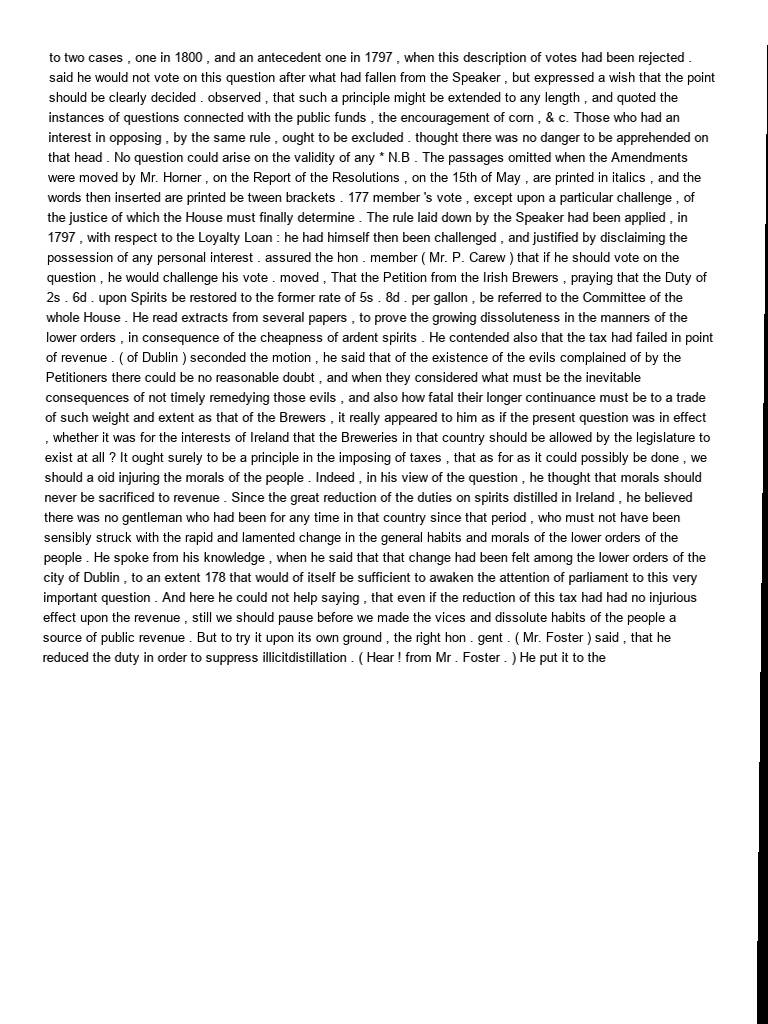 to two cases , one in 1800 , and an antecedent one in 1797 , when this description of votes had been rejected .
said he would not vote on this question after what had fallen from the Speaker , but expressed a wish that the point
should be clearly decided . observed , that such a principle might be extended to any length , and quoted the
instances of questions connected with the public funds , the encouragement of corn , & c. Those who had an
interest in opposing , by the same rule , ought to be excluded . thought there was no danger to be apprehended on
that head . No question could arise on the validity of any * N.B . The passages omitted when the Amendments
were moved by Mr. Horner , on the Report of the Resolutions , on the 15th of May , are printed in italics , and the
words then inserted are printed be tween brackets . 177 member 's vote , except upon a particular challenge , of
the justice of which the House must finally determine . The rule laid down by the Speaker had been applied , in
1797 , with respect to the Loyalty Loan : he had himself then been challenged , and justified by disclaiming the
possession of any personal interest . assured the hon . member ( Mr. P. Carew ) that if he should vote on the
question , he would challenge his vote . moved , That the Petition from the Irish Brewers , praying that the Duty of
2s . 6d . upon Spirits be restored to the former rate of 5s . 8d . per gallon , be referred to the Committee of the
whole House . He read extracts from several papers , to prove the growing dissoluteness in the manners of the
lower orders , in consequence of the cheapness of ardent spirits . He contended also that the tax had failed in point
of revenue . ( of Dublin ) seconded the motion , he said that of the existence of the evils complained of by the
Petitioners there could be no reasonable doubt , and when they considered what must be the inevitable
consequences of not timely remedying those evils , and also how fatal their longer continuance must be to a trade
of such weight and extent as that of the Brewers , it really appeared to him as if the present question was in effect
, whether it was for the interests of Ireland that the Breweries in that country should be allowed by the legislature to
exist at all ? It ought surely to be a principle in the imposing of taxes , that as for as it could possibly be done , we
should a oid injuring the morals of the people . Indeed , in his view of the question , he thought that morals should
never be sacrificed to revenue . Since the great reduction of the duties on spirits distilled in Ireland , he believed
there was no gentleman who had been for any time in that country since that period , who must not have been
sensibly struck with the rapid and lamented change in the general habits and morals of the lower orders of the
people . He spoke from his knowledge , when he said that that change had been felt among the lower orders of the
city of Dublin , to an extent 178 that would of itself be sufficient to awaken the attention of parliament to this very
important question . And here he could not help saying , that even if the reduction of this tax had had no injurious
effect upon the revenue , still we should pause before we made the vices and dissolute habits of the people a
source of public revenue . But to try it upon its own ground , the right hon . gent . ( Mr. Foster ) said , that he
reduced the duty in order to suppress illicitdistillation . ( Hear ! from Mr . Foster . ) He put it to the